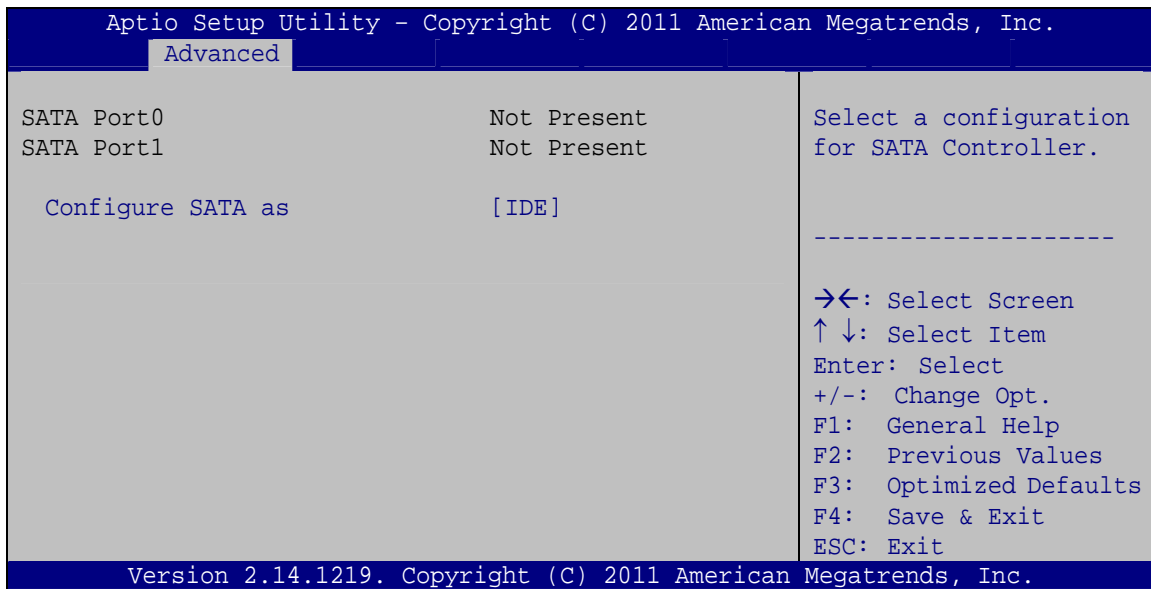 Aptio Setup Utility – Copyright (C) 2011 American Megatrends, Inc.
Advanced
SATA Port0 Not Present
SATA Port1 Not Present
Configure SATA as [IDE]
Select a configuration
for SATA Controller.
---------------------
→←: Select Screen
↑ ↓: Select Item
Enter: Select
+/-: Change Opt.
F1: General Help
F2: Previous Values
F3: Optimized Defaults
F4: Save & Exit
ESC: Exit
Version 2.14.1219. Copyright (C) 2011 American Megatrends, Inc.